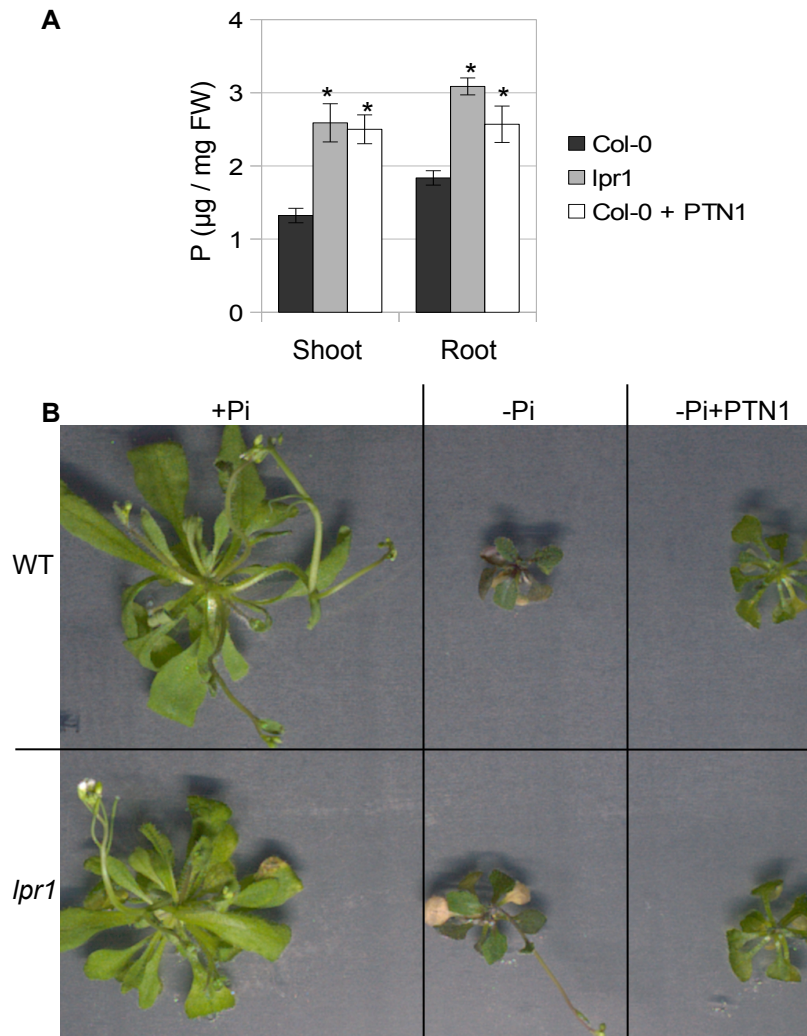 A
4
3
2
1
0
P (µg / mg FW)
* * * *
Shoot Root
Col-0
lpr1
Col-0 + PTN1
B
+Pi -Pi -Pi+PTN1
WT
lpr1